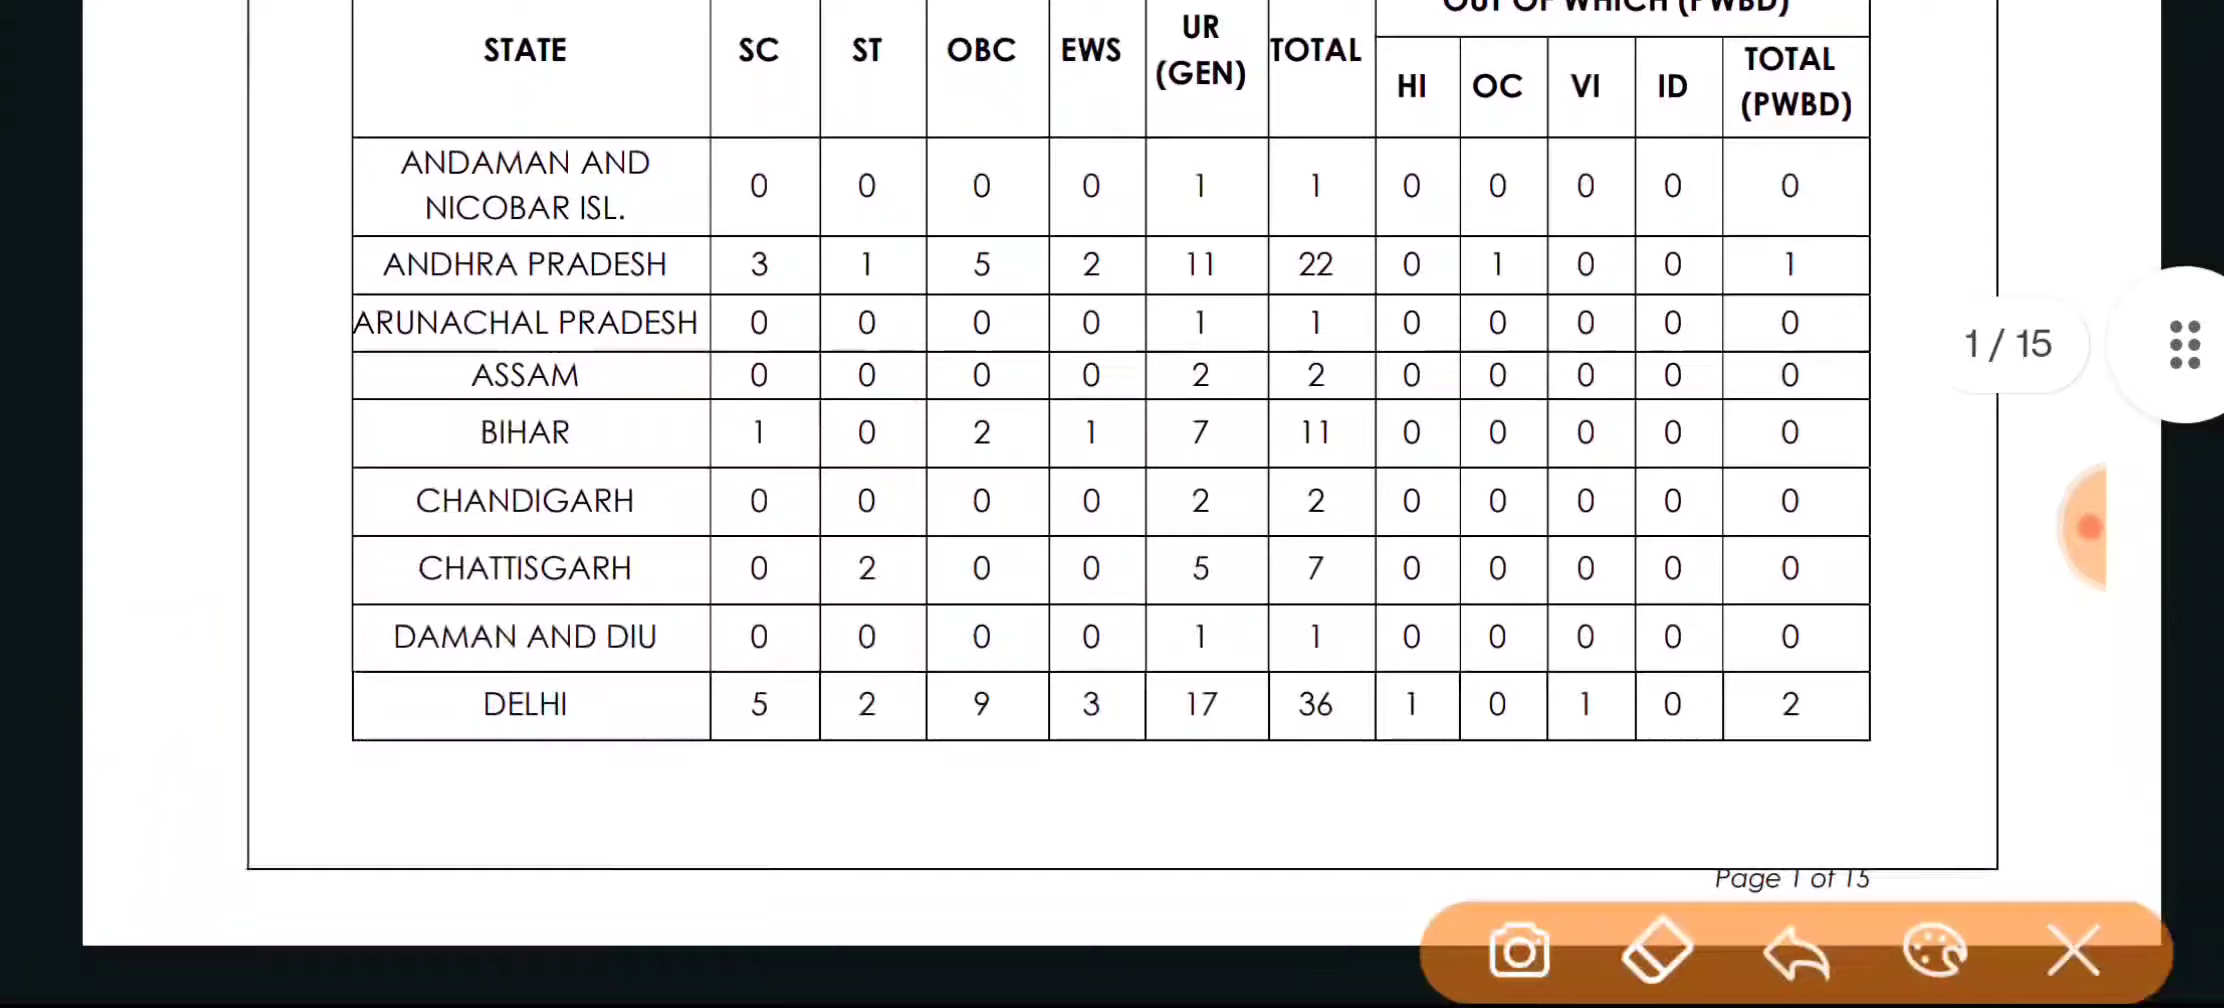 OUT OF WHICH (PWBD)
STATE SC ST OBC EWS UR (GEN) TOTAL HI OC VI ID TOTAL (PWBD)
ANDAMAN AND NICOBAR ISL. 0 0 0 0 1 1 0 0 0 0 0
ANDHRA PRADESH 3 1 5 2 11 22 0 1 0 0 1
ARUNACHAL PRADESH 0 0 0 0 1 1 0 0 0 0 0
ASSAM 0 0 0 0 2 2 0 0 0 0 0
BIHAR 1 0 2 1 7 11 0 0 0 0 0
CHANDIGARH 0 0 0 0 2 2 0 0 0 0 0
CHATTISGARH 0 2 0 0 5 7 0 0 0 0 0
DAMAN AND DIU 0 0 0 0 1 1 0 0 0 0 0
DELHI 5 2 9 3 17 36 1 0 1 0 2
1 / 15
Page 1 of 15